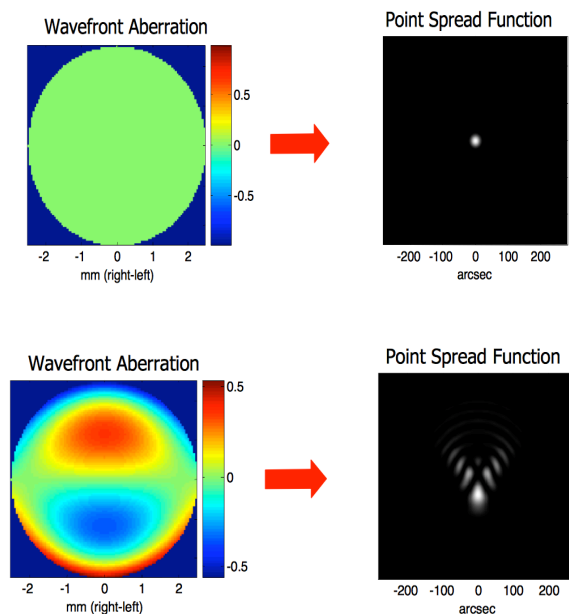 Wavefront Aberration
Point Spread Function
0.5
0
-0.5
-2 -1 0 1 2
mm (right-left)
-200 -100 0 100 200
arcsec
Wavefront Aberration
Point Spread Function
0.5
0
-0.5
-2 -1 0 1 2
mm (right-left)
-200 -100 0 100 200
arcsec